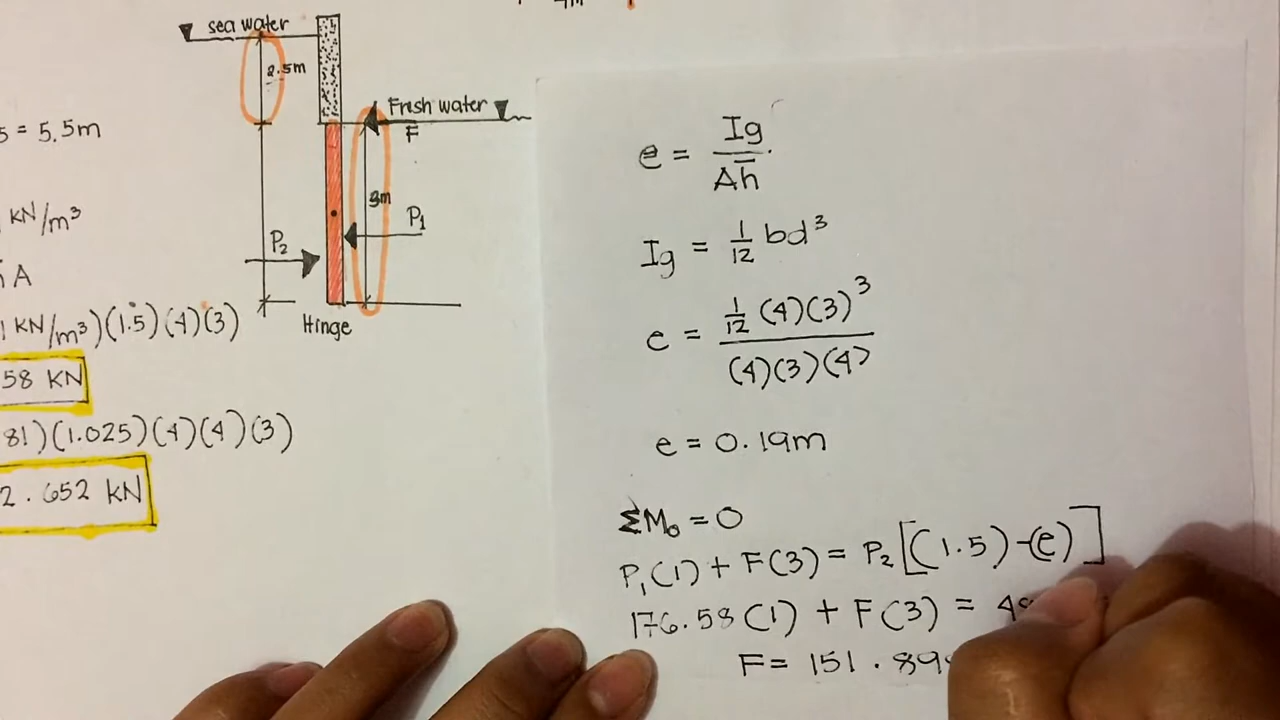 sea water
2.5m
Fresh water
F
5 = 5.5m
3m
KN/m³
P₁
P₂
A
KN/m³)(1.5)(4)(3)
Hinge
58 KN
81)(1.025)(4)(4)(3)
2.652 KN
e = Ig / Ah̄
Ig = 1/12 bd³
e = 1/12 (4)(3)³ / (4)(3)(4)
e = 0.19m
ΣM₀ = 0
P₁(1) + F(3) = P₂[(1.5)-(e)]
176.58(1) + F(3) = 4
F = 151.89